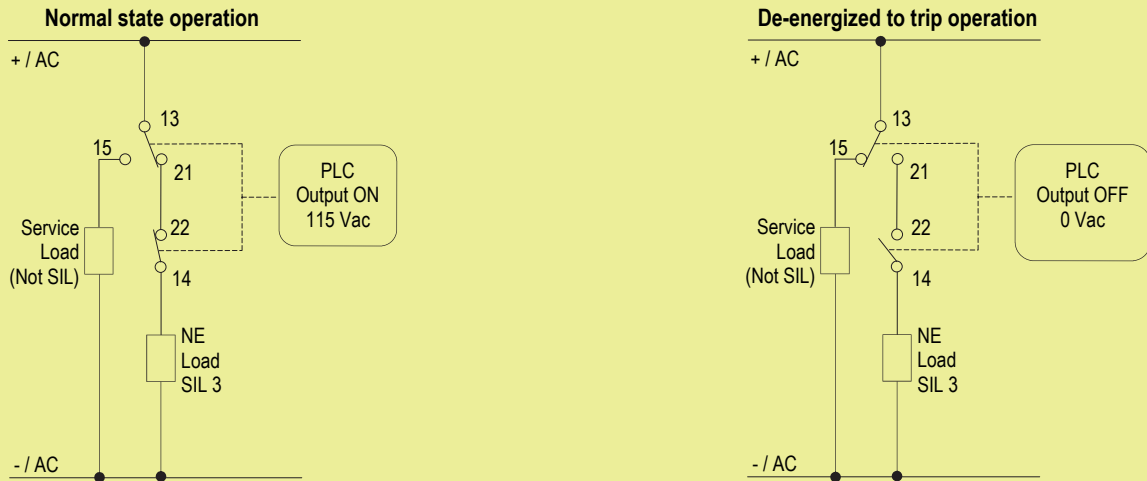 Normal state operation
+ / AC
13
15
21
PLC
Output ON
115 Vac
Service
Load
(Not SIL)
22
14
NE
Load
SIL 3
- / AC
De-energized to trip operation
+ / AC
13
15
21
PLC
Output OFF
0 Vac
Service
Load
(Not SIL)
22
14
NE
Load
SIL 3
- / AC